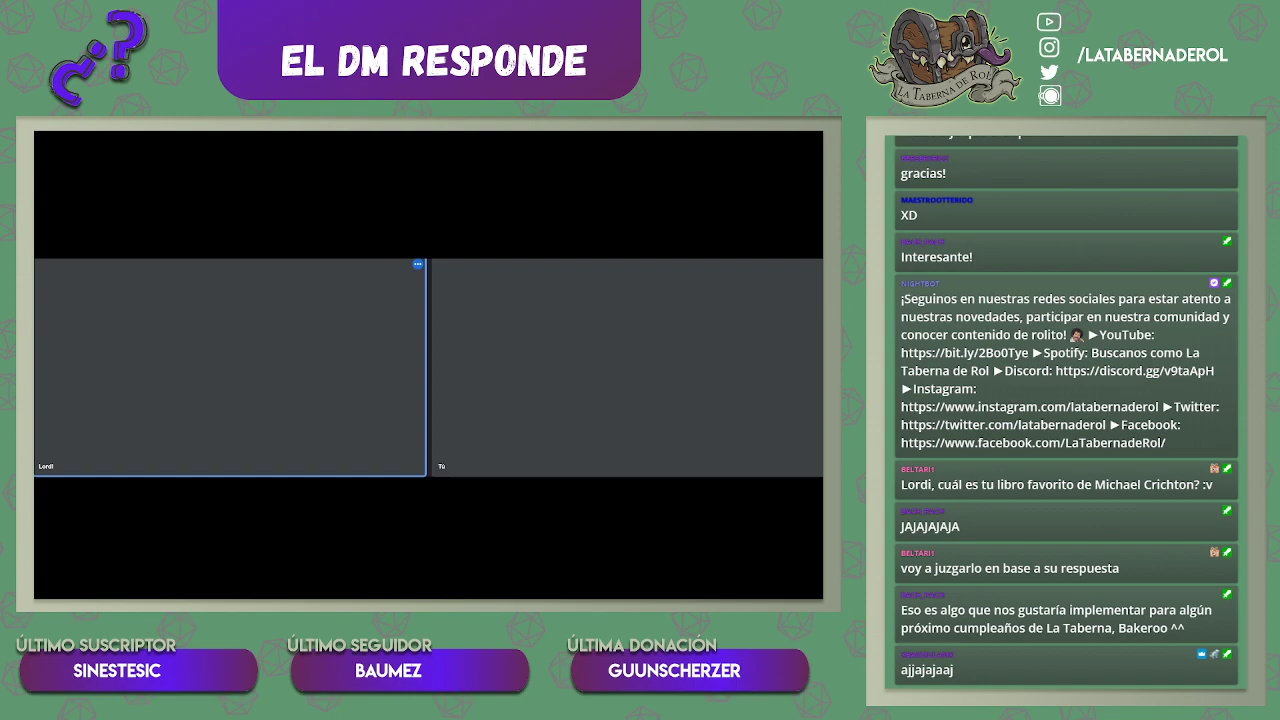 EL DM RESPONDE
LA TABERNA DE ROL
/LATABERNADEROL
gracias!
MAESTROOTTERIDO
XD
Interesante!
NIGHTBOT
¡Seguinos en nuestras redes sociales para estar atento a
nuestras novedades, participar en nuestra comunidad y
conocer contenido de rolito! ►YouTube:
https://bit.ly/2Bo0Tye ►Spotify: Buscanos como La
Taberna de Rol ►Discord: https://discord.gg/v9taApH
►Instagram:
https://www.instagram.com/latabernaderol ►Twitter:
https://twitter.com/latabernaderol ►Facebook:
https://www.facebook.com/LaTabernadeRol/
BELTARI1
Lordi, cuál es tu libro favorito de Michael Crichton? :v
JAJAJAJAJA
BELTARI1
voy a juzgarlo en base a su respuesta
Eso es algo que nos gustaría implementar para algún
próximo cumpleaños de La Taberna, Bakeroo ^^
ajjajajaaj
Lordi
Tú
ÚLTIMO SUSCRIPTOR
SINESTESIC
ÚLTIMO SEGUIDOR
BAUMEZ
ÚLTIMA DONACIÓN
GUUNSCHERZER